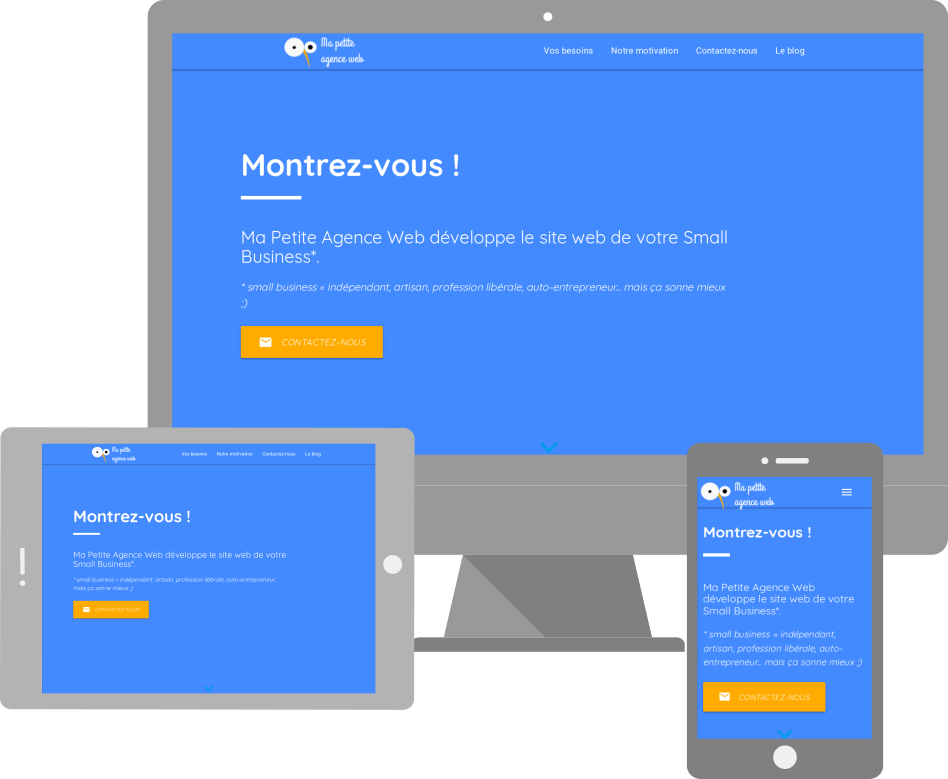 Ma petite
agence web
Vos besoins Notre motivation Contactez-nous Le blog
Montrez-vous !
Ma Petite Agence Web développe le site web de votre Small
Business*.
* small business = indépendant, artisan, profession libérale, auto-entrepreneur... mais ça sonne mieux
;)
CONTACTEZ-NOUS
Ma petite
agence web
Vos besoins Notre motivation Contactez-nous Le blog
Montrez-vous !
Ma Petite Agence Web développe le site web de votre
Small Business*.
* small business = indépendant, artisan, profession libérale, auto-entrepreneur...
mais ça sonne mieux ;)
CONTACTEZ-NOUS
Ma petite
agence web
Montrez-vous !
Ma Petite Agence Web
développe le site web de votre
Small Business*.
* small business = indépendant,
artisan, profession libérale, auto-
entrepreneur... mais ça sonne mieux ;)
CONTACTEZ-NOUS